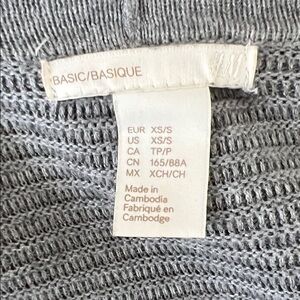 BASIC/BASIQUE
EUR XS/S
US XS/S
CA TP/P
CN 165/88A
MX XCH/CH
Made in
Cambodia
Fabriqué en
Cambodge